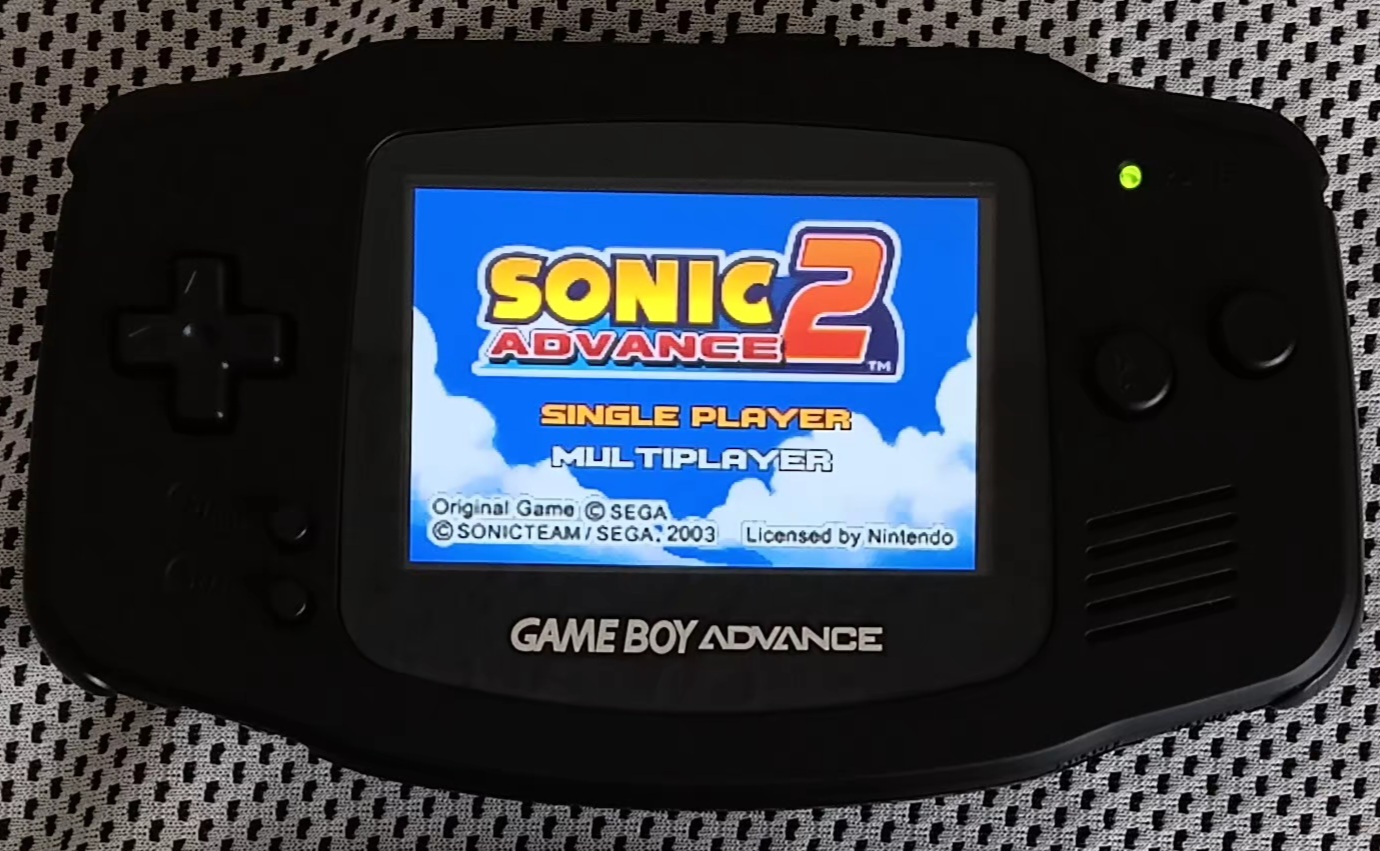 SONIC 2
ADVANCE
TM
SINGLE PLAYER
MULTIPLAYER
Original Game © SEGA
© SONICTEAM / SEGA, 2003 Licensed by Nintendo
GAME BOY ADVANCE